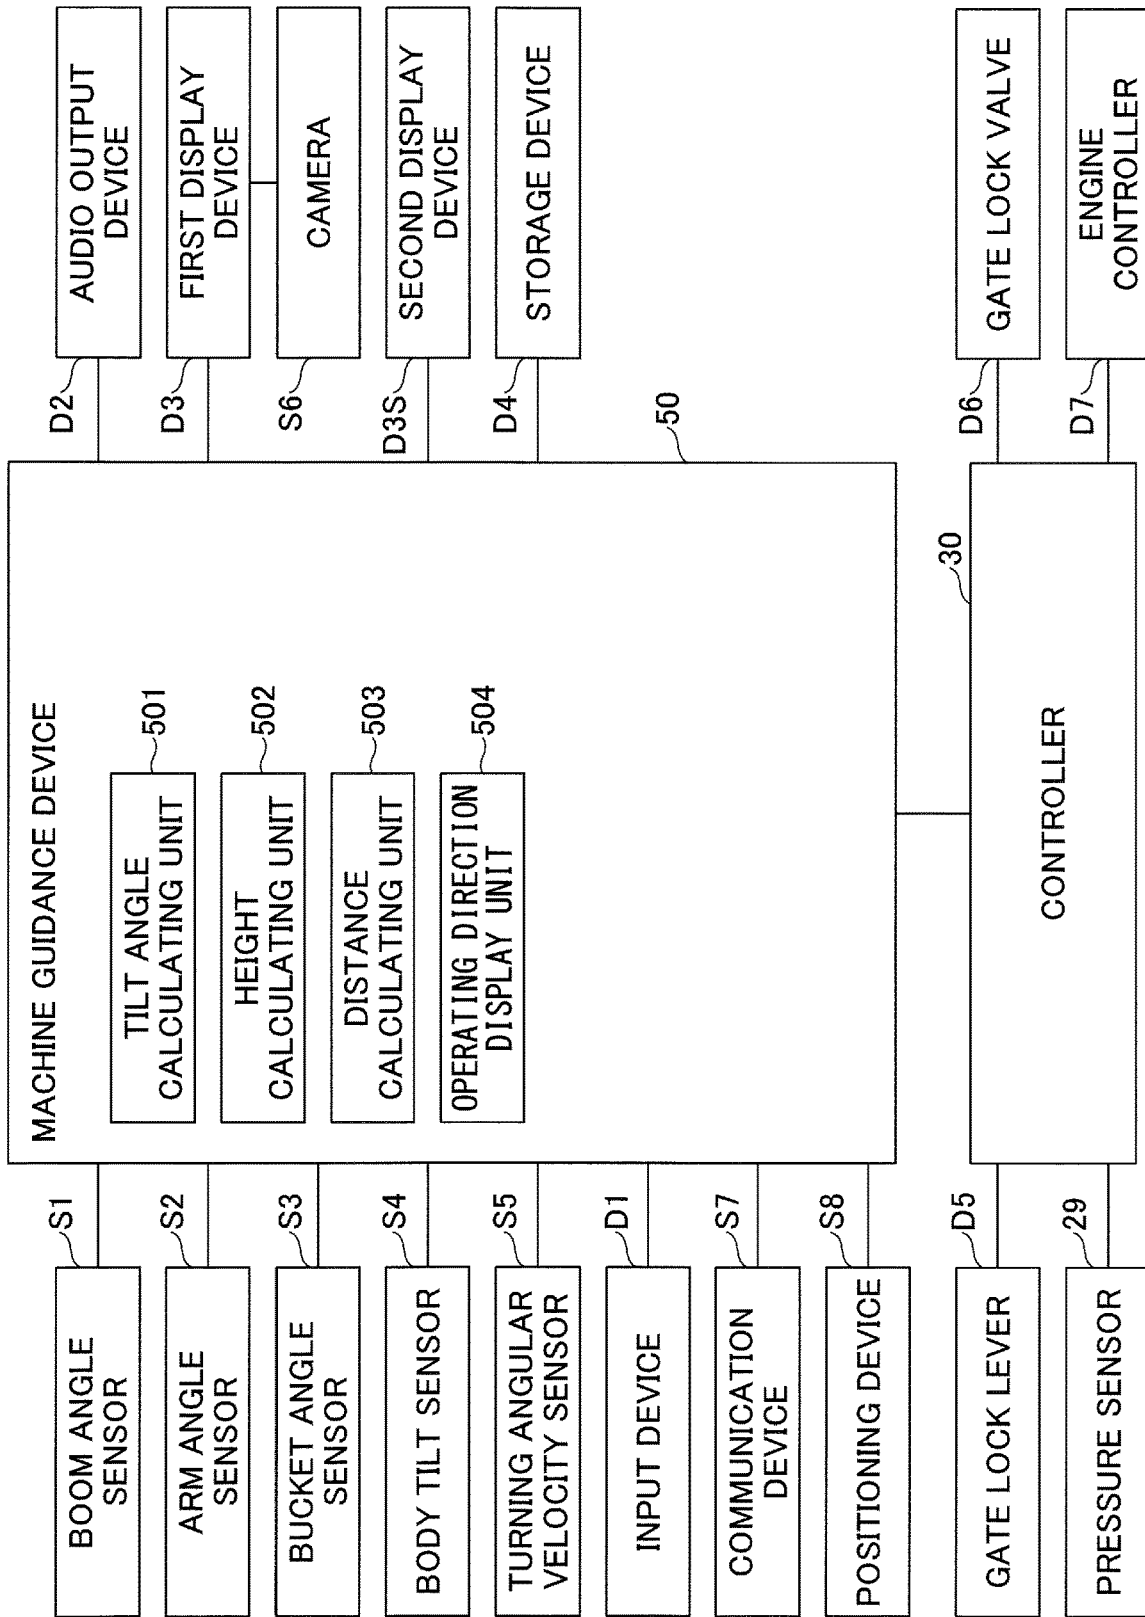 BOOM ANGLE
SENSOR
S1
ARM ANGLE
SENSOR
S2
BUCKET ANGLE
SENSOR
S3
BODY TILT SENSOR
S4
TURNING ANGULAR
VELOCITY SENSOR
S5
INPUT DEVICE
D1
COMMUNICATION
DEVICE
S7
POSITIONING DEVICE
S8
GATE LOCK LEVER
D5
PRESSURE SENSOR
29
MACHINE GUIDANCE DEVICE
TILT ANGLE
CALCULATING UNIT
501
HEIGHT
CALCULATING UNIT
502
DISTANCE
CALCULATING UNIT
503
OPERATING DIRECTION
DISPLAY UNIT
504
50
CONTROLLER
30
D2
AUDIO OUTPUT
DEVICE
D3
FIRST DISPLAY
DEVICE
S6
CAMERA
D3S
SECOND DISPLAY
DEVICE
D4
STORAGE DEVICE
D6
GATE LOCK VALVE
D7
ENGINE
CONTROLLER